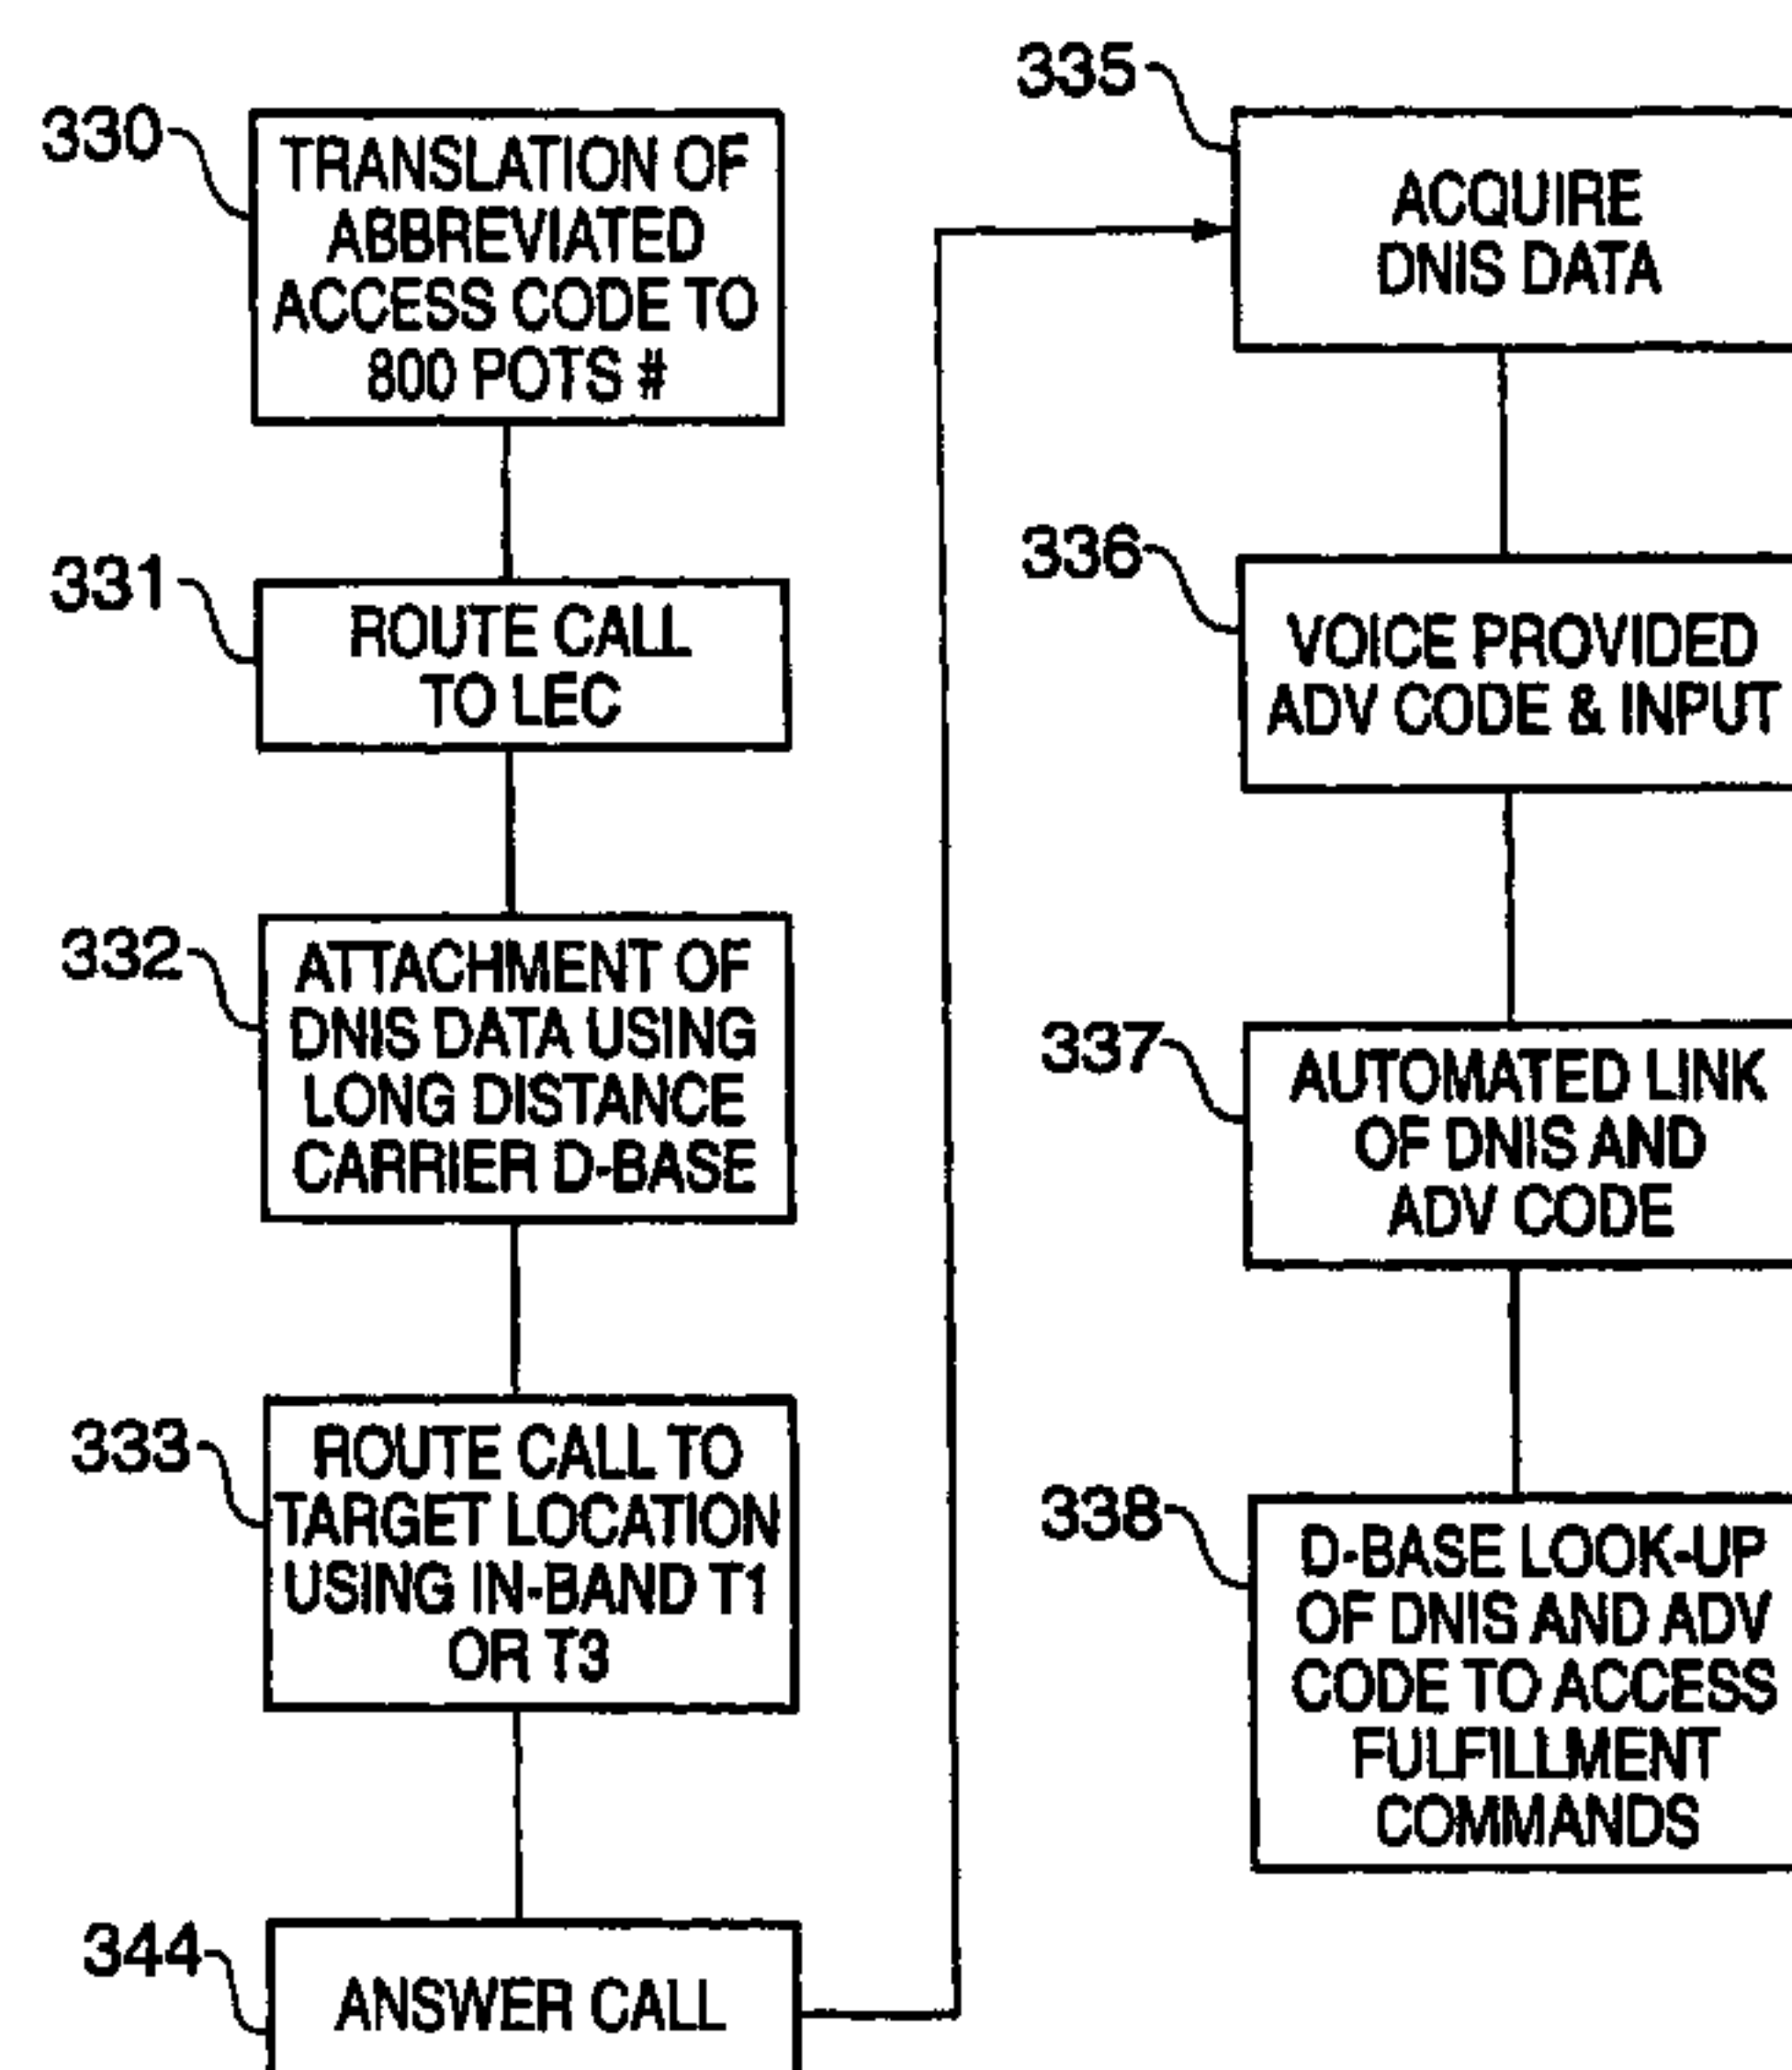 330
TRANSLATION OF
ABBREVIATED
ACCESS CODE TO
800 POTS #
331
ROUTE CALL
TO LEC
332
ATTACHMENT OF
DNIS DATA USING
LONG DISTANCE
CARRIER D-BASE
333
ROUTE CALL TO
TARGET LOCATION
USING IN-BAND T1
OR T3
344
ANSWER CALL
335
ACQUIRE
DNIS DATA
336
VOICE PROVIDED
ADV CODE & INPUT
337
AUTOMATED LINK
OF DNIS AND
ADV CODE
338
D-BASE LOOK-UP
OF DNIS AND ADV
CODE TO ACCESS
FULFILLMENT
COMMANDS